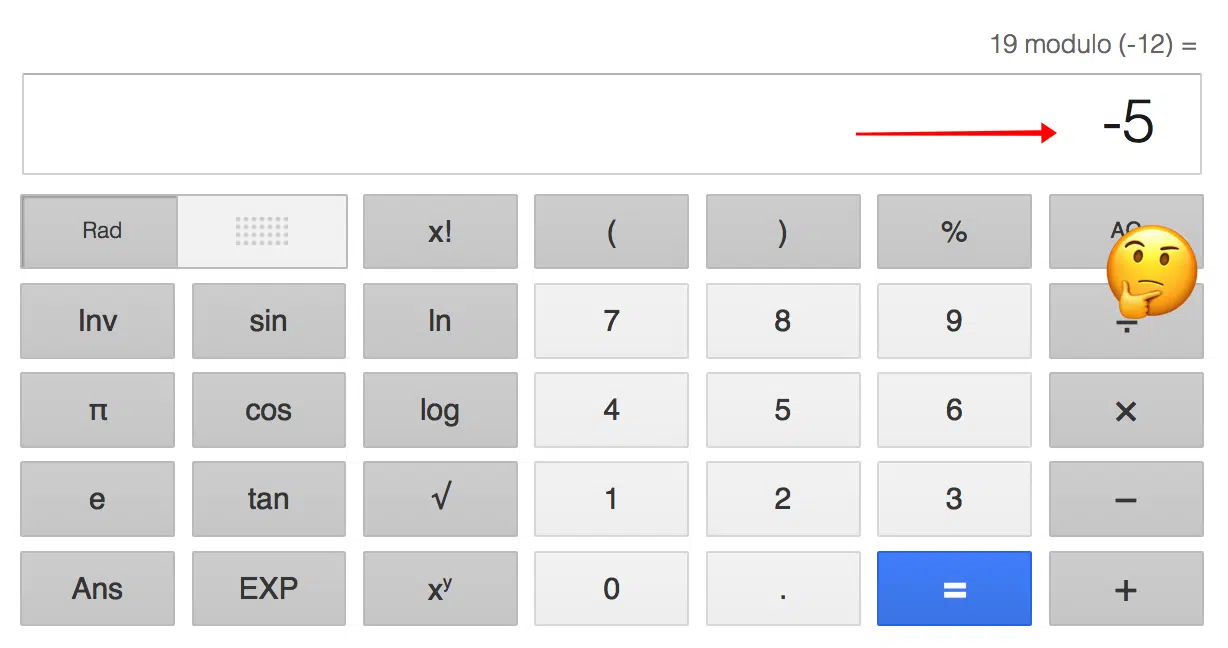 19 modulo (-12) =
-5
Rad x! ( ) %
Inv sin ln 7 8 9 ÷
π cos log 4 5 6 ×
e tan √ 1 2 3 −
Ans EXP xʸ 0 . = +